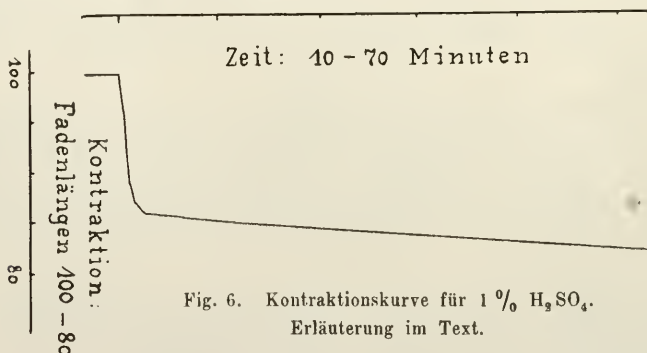 Zeit: 10 - 70 Minuten
100
80
Kontraktion:
Fadenlängen 100 - 80
Fig. 6. Kontraktionskurve für 1 % H₂SO₄.
Erläuterung im Text.